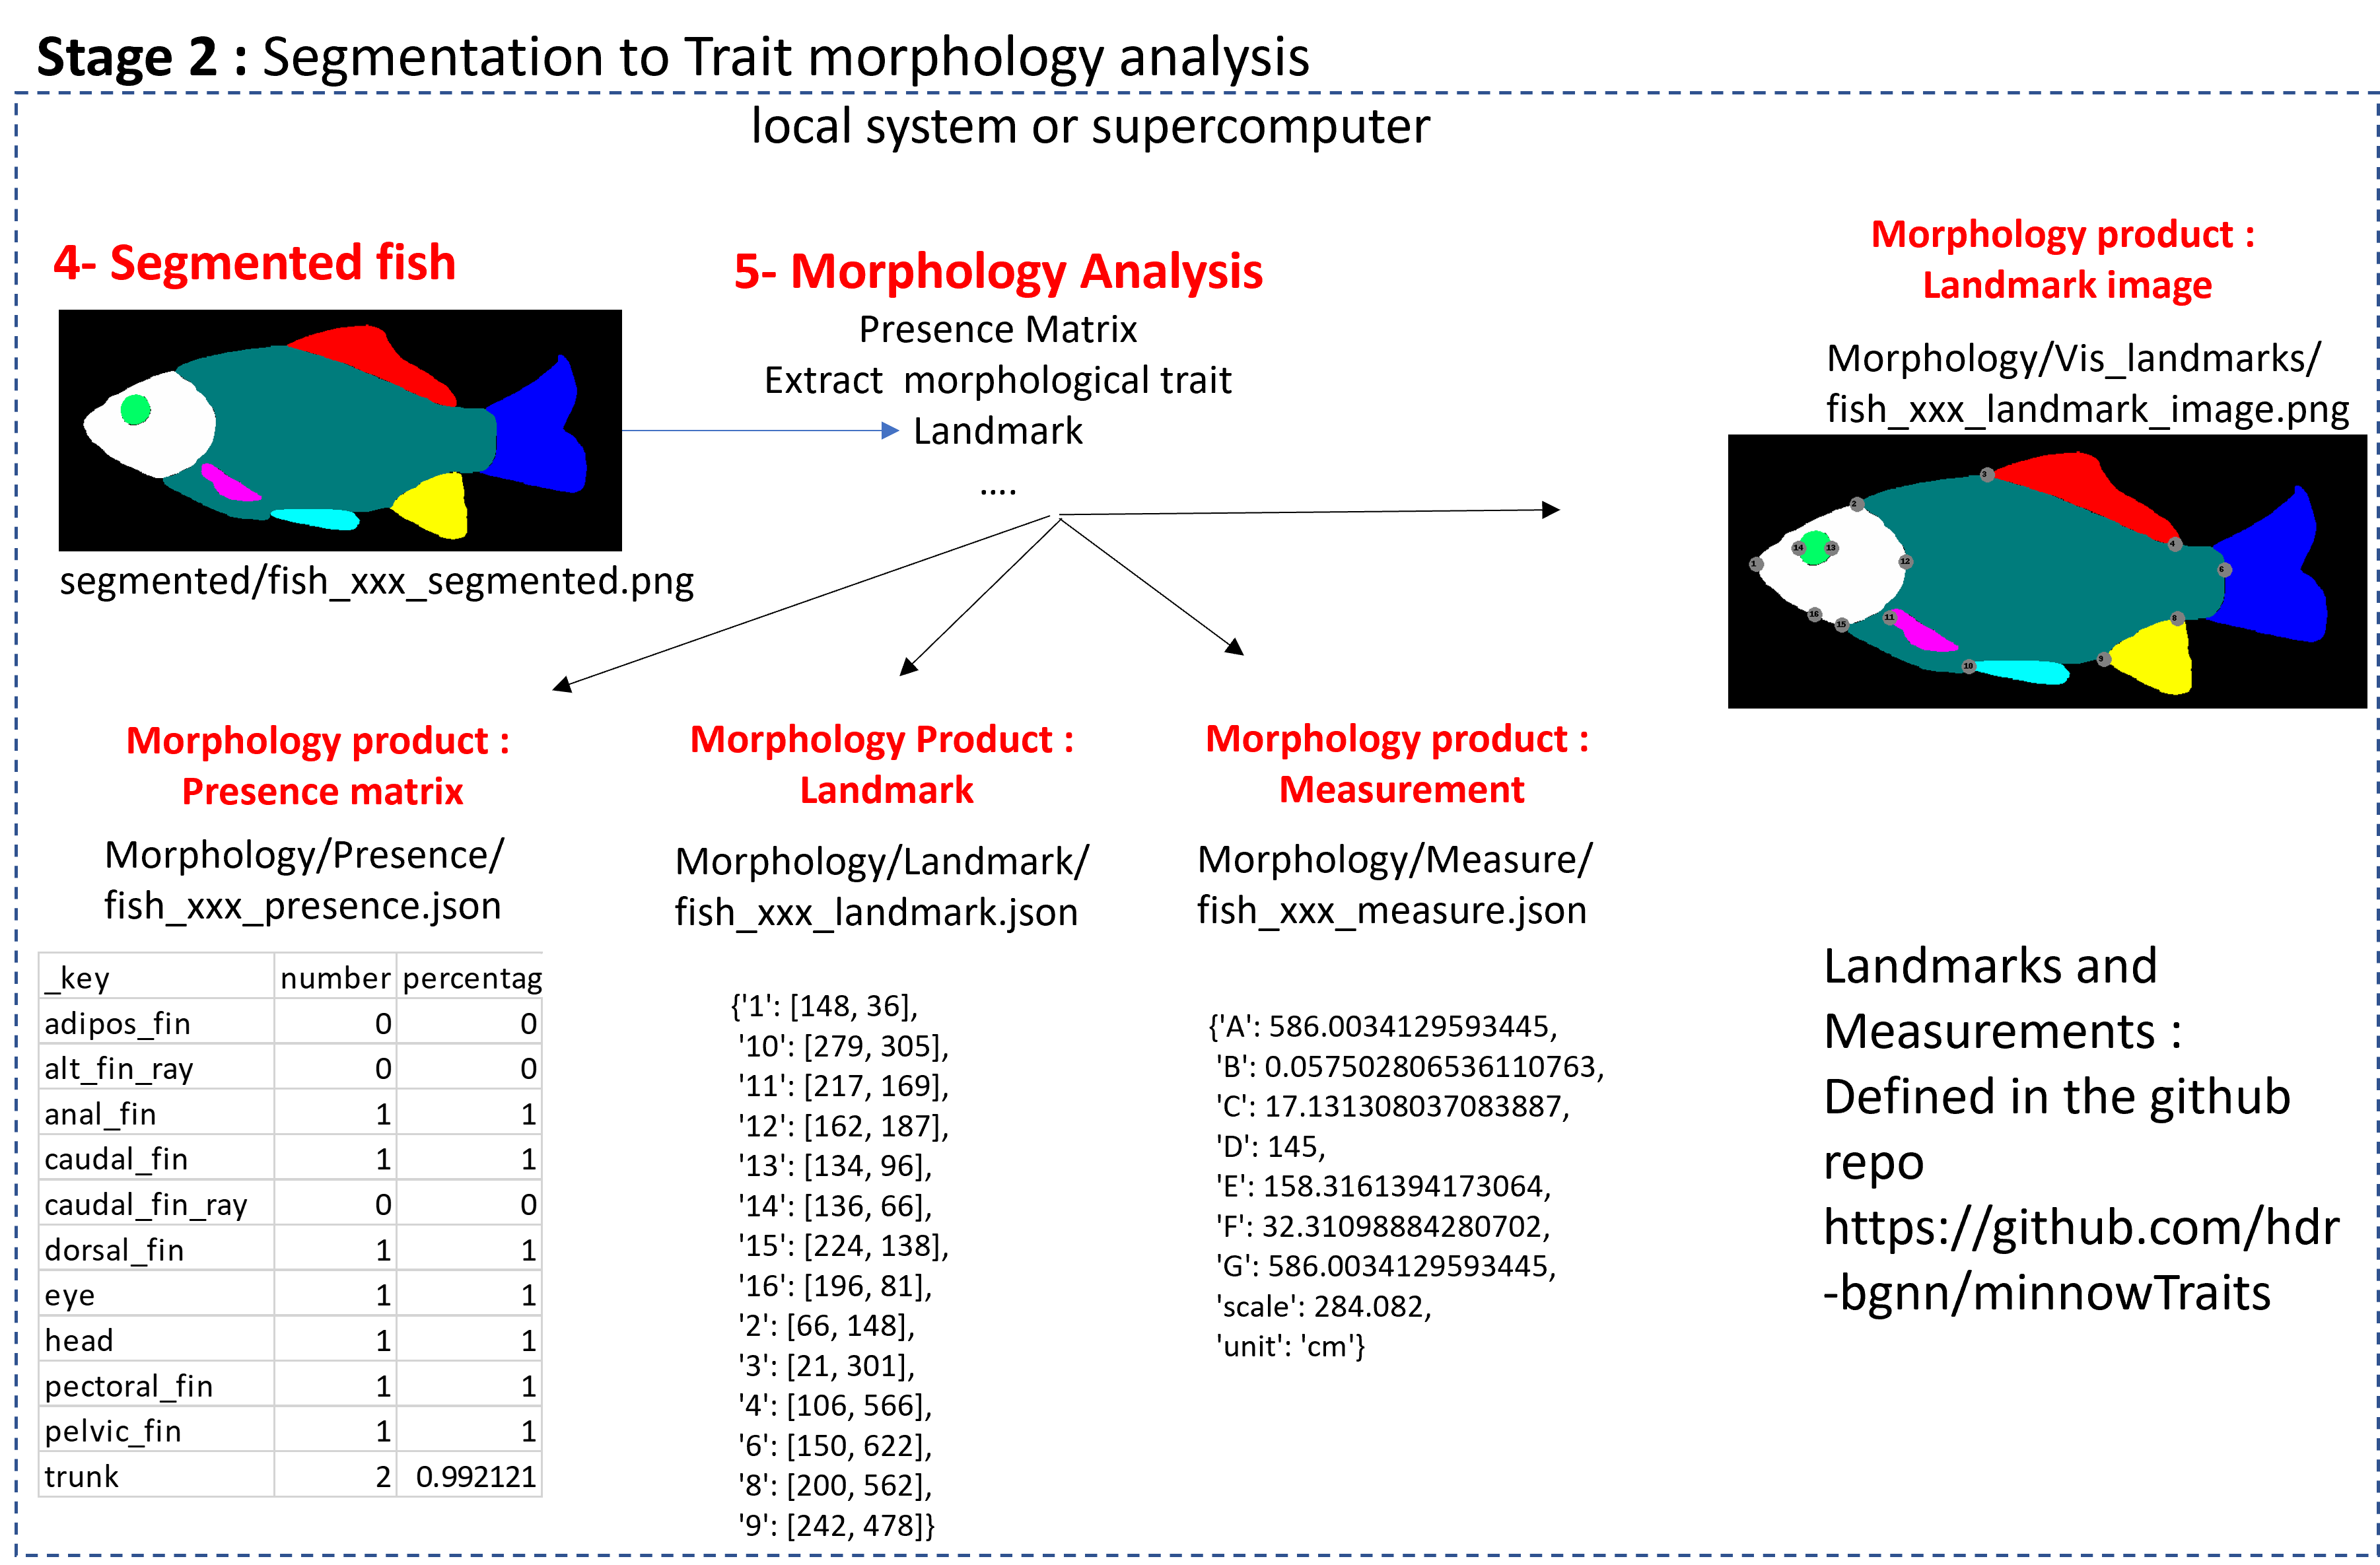 Stage 2 : Segmentation to Trait morphology analysis
local system or supercomputer
4- Segmented fish
segmented/fish_xxx_segmented.png
5- Morphology Analysis
Presence Matrix
Extract  morphological trait
Landmark
....
Morphology product :
Landmark image
Morphology/Vis_landmarks/
fish_xxx_landmark_image.png
1
2
3
4
6
8
9
10
11
12
13
14
15
16
Morphology product :
Presence matrix
Morphology/Presence/
fish_xxx_presence.json
_key number percentag
adipos_fin 0 0
alt_fin_ray 0 0
anal_fin 1 1
caudal_fin 1 1
caudal_fin_ray 0 0
dorsal_fin 1 1
eye 1 1
head 1 1
pectoral_fin 1 1
pelvic_fin 1 1
trunk 2 0.992121
Morphology Product :
Landmark
Morphology/Landmark/
fish_xxx_landmark.json
{'1': [148, 36],
'10': [279, 305],
'11': [217, 169],
'12': [162, 187],
'13': [134, 96],
'14': [136, 66],
'15': [224, 138],
'16': [196, 81],
'2': [66, 148],
'3': [21, 301],
'4': [106, 566],
'6': [150, 622],
'8': [200, 562],
'9': [242, 478]}
Morphology product :
Measurement
Morphology/Measure/
fish_xxx_measure.json
{'A': 586.0034129593445,
'B': 0.057502806536110763,
'C': 17.131308037083887,
'D': 145,
'E': 158.3161394173064,
'F': 32.31098884280702,
'G': 586.0034129593445,
'scale': 284.082,
'unit': 'cm'}
Landmarks and
Measurements :
Defined in the github
repo
https://github.com/hdr
-bgnn/minnowTraits